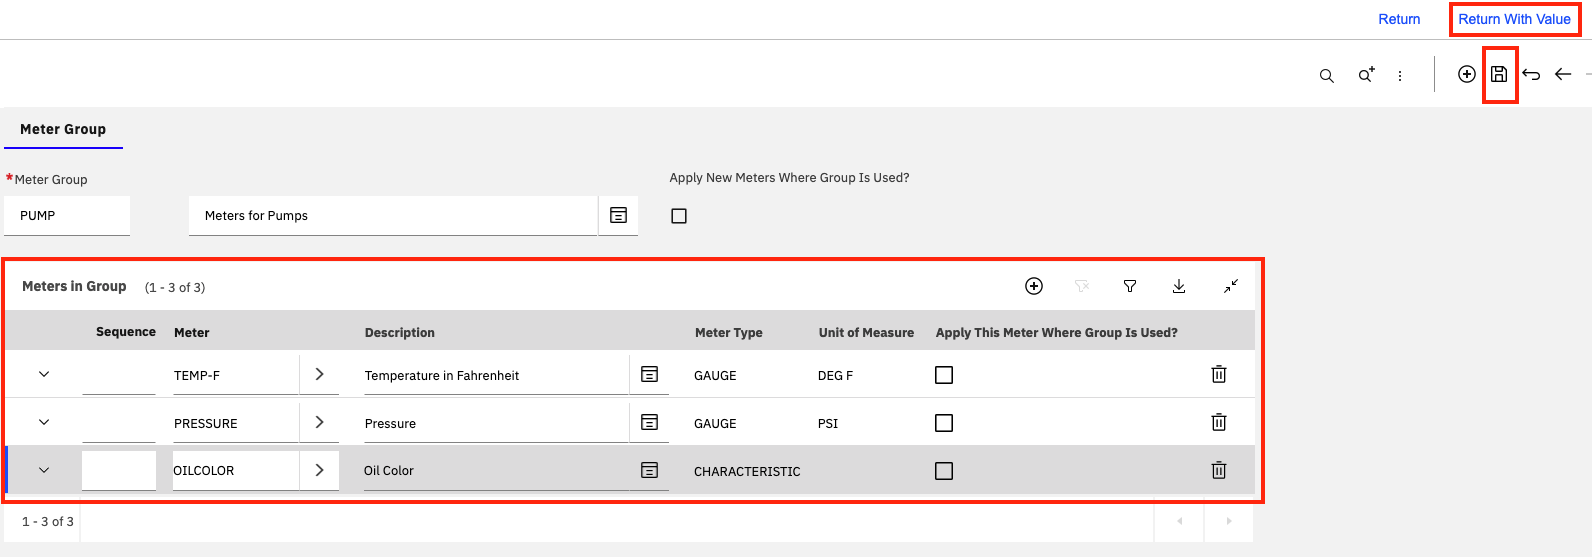 Return Return With Value
Meter Group
*Meter Group
Apply New Meters Where Group Is Used?
PUMP Meters for Pumps
Meters in Group (1 - 3 of 3)
Sequence Meter Description Meter Type Unit of Measure Apply This Meter Where Group Is Used?
TEMP-F Temperature in Fahrenheit GAUGE DEG F
PRESSURE Pressure GAUGE PSI
OILCOLOR Oil Color CHARACTERISTIC
1 - 3 of 3